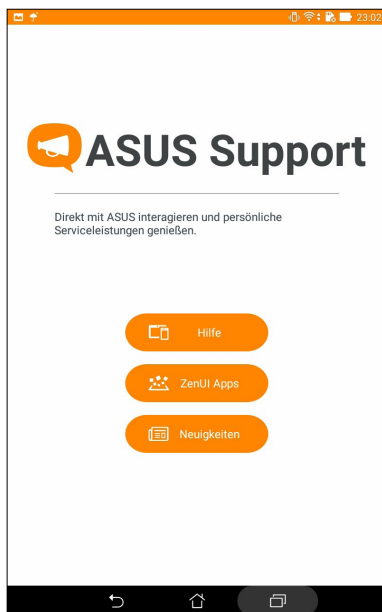 23:02
ASUS Support
Direkt mit ASUS interagieren und persönliche
Serviceleistungen genießen.
Hilfe
ZenUI Apps
Neuigkeiten